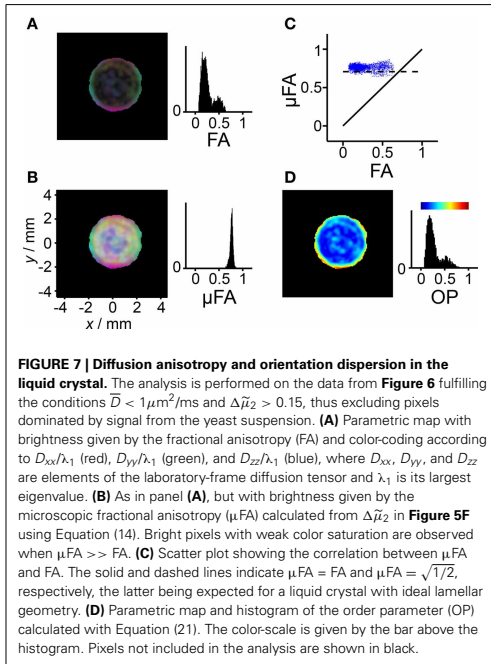 A
0
0 0.5 1
FA
C
1
0.5
0
μFA
0 0.5 1
FA
B
4
2
0
-2
-4
y / mm
-4 -2 0 2 4
x / mm
0
0 0.5 1
μFA
D
0
0 0.5 1
OP
FIGURE 7 | Diffusion anisotropy and orientation dispersion in the
liquid crystal. The analysis is performed on the data from Figure 6 fulfilling
the conditions D̅ < 1μm²/ms and Δμ̃₂ > 0.15, thus excluding pixels
dominated by signal from the yeast suspension. (A) Parametric map with
brightness given by the fractional anisotropy (FA) and color-coding according
to Dxx/λ₁ (red), Dyy/λ₁ (green), and Dzz/λ₁ (blue), where Dxx, Dyy, and Dzz
are elements of the laboratory-frame diffusion tensor and λ₁ is its largest
eigenvalue. (B) As in panel (A), but with brightness given by the
microscopic fractional anisotropy (μFA) calculated from Δμ̃₂ in Figure 5F
using Equation (14). Bright pixels with weak color saturation are observed
when μFA >> FA. (C) Scatter plot showing the correlation between μFA
and FA. The solid and dashed lines indicate μFA = FA and μFA = √1/2,
respectively, the latter being expected for a liquid crystal with ideal lamellar
geometry. (D) Parametric map and histogram of the order parameter (OP)
calculated with Equation (21). The color-scale is given by the bar above the
histogram. Pixels not included in the analysis are shown in black.